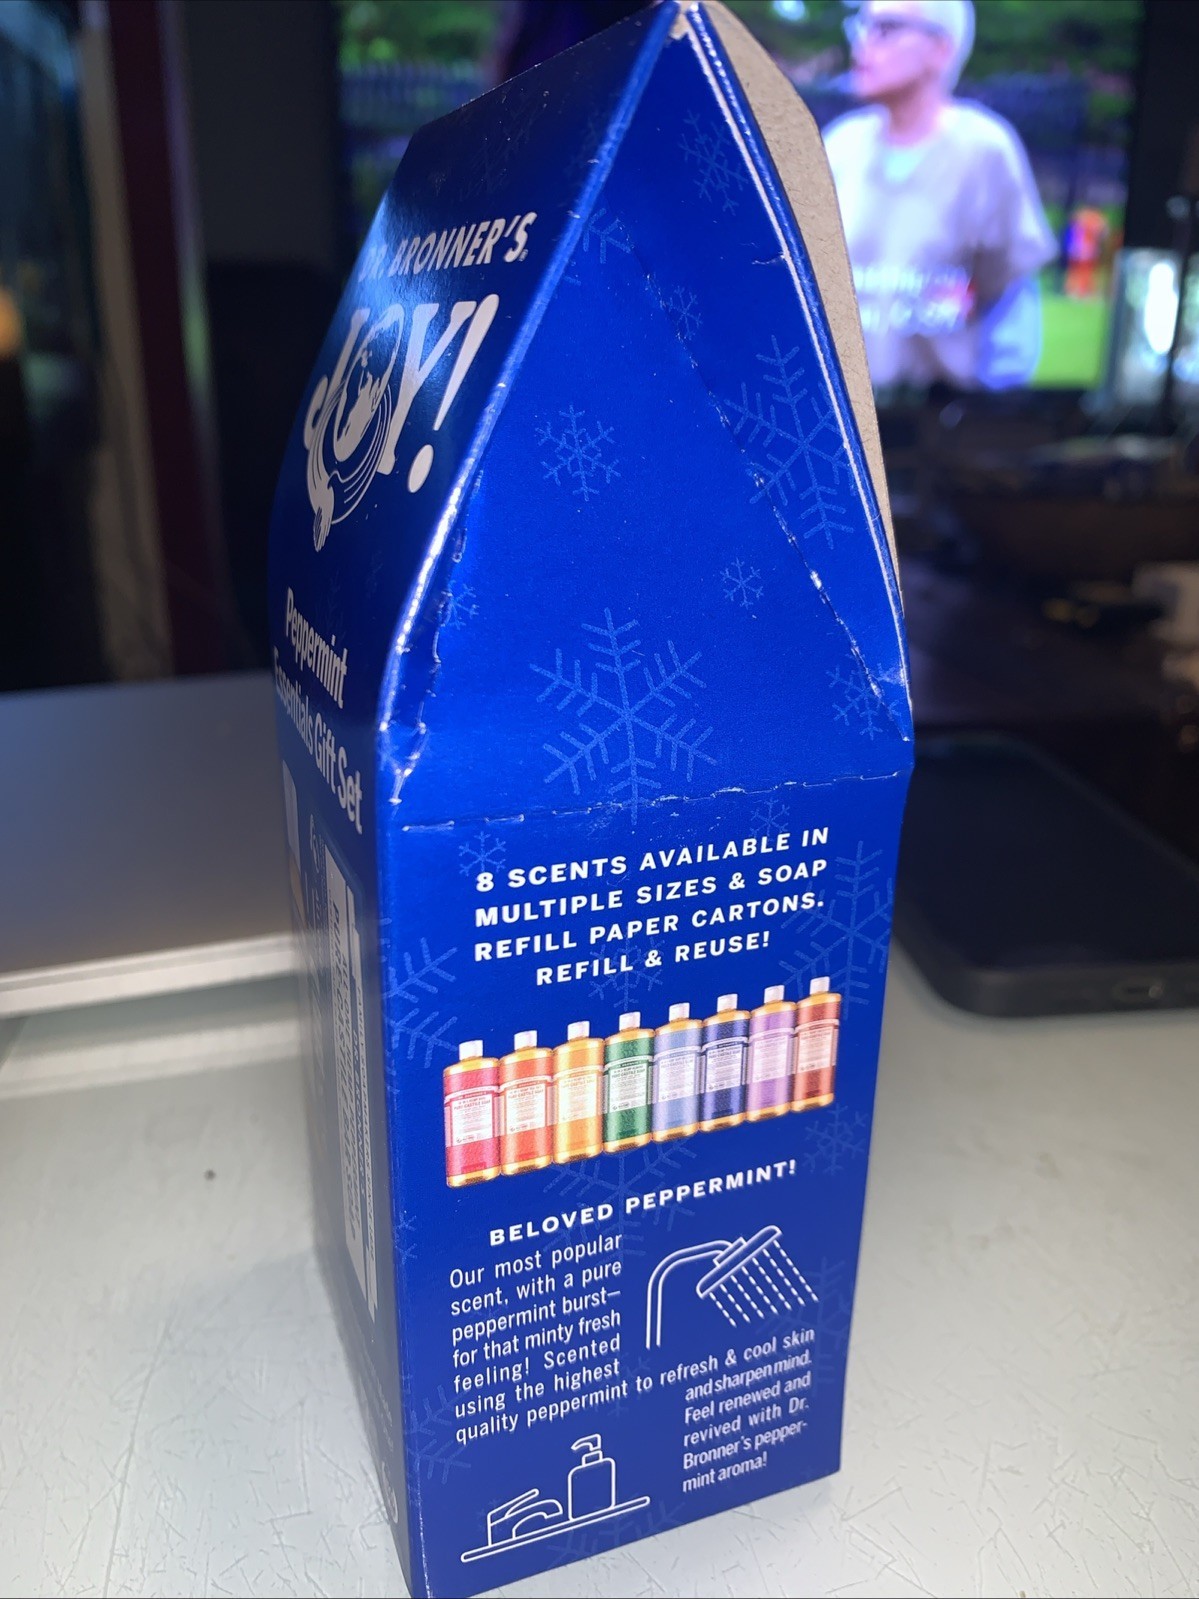 DR. BRONNER'S
JOY!
Peppermint
Essentials Gift Set
8 SCENTS AVAILABLE IN
MULTIPLE SIZES & SOAP
REFILL PAPER CARTONS.
REFILL & REUSE!
BELOVED PEPPERMINT!
Our most popular
scent, with a pure
peppermint burst—
for that minty fresh
feeling! Scented
using the highest
quality peppermint to refresh & cool skin
and sharpen mind.
Feel renewed and
revived with Dr.
Bronner's pepper-
mint aroma!